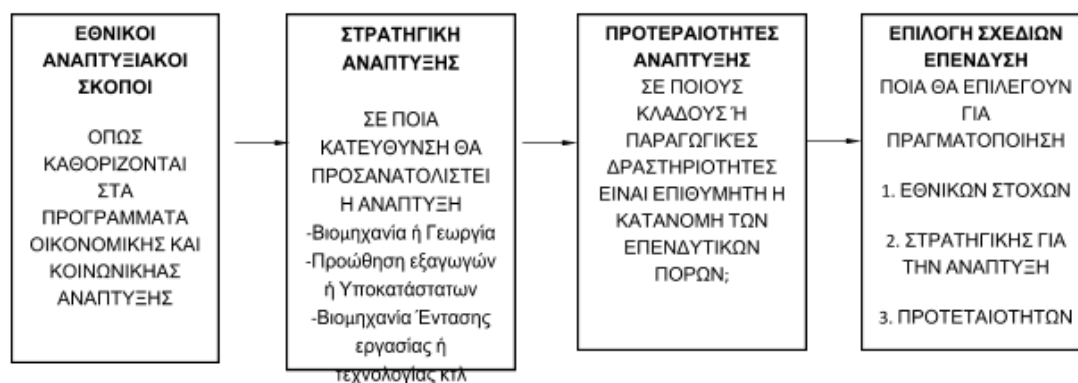 ΕΘΝΙΚΟΙ
ΑΝΑΠΤΥΞΙΑΚΟΙ
ΣΚΟΠΟΙ
ΟΠΩΣ
ΚΑΘΟΡΙΖΟΝΤΑΙ
ΣΤΑ
ΠΡΟΓΡΑΜΜΑΤΑ
ΟΙΚΟΝΟΜΙΚΗΣ ΚΑΙ
ΚΟΙΝΩΝΙΚΗΑΣ
ΑΝΑΠΤΥΞΗΣ
ΣΤΡΑΤΗΓΙΚΗ
ΑΝΑΠΤΥΞΗΣ
ΣΕ ΠΟΙΑ
ΚΑΤΕΥΘΥΝΣΗ ΘΑ
ΠΡΟΣΑΝΑΤΟΛΙΣΤΕΙ
Η ΑΝΑΠΤΥΞΗ
-Βιομηχανία ή Γεωργία
-Προώθηση εξαγωγών
ή Υποκατάστατων
-Βιομηχανία Έντασης
εργασίας ή
τεχνολογίας κτλ
ΠΡΟΤΕΡΑΙΟΤΗΤΕΣ
ΑΝΑΠΤΥΞΗΣ
ΣΕ ΠΟΙΟΥΣ
ΚΛΑΔΟΥΣ Ή
ΠΑΡΑΓΩΓΙΚΈΣ
ΔΡΑΣΤΗΡΙΟΤΗΤΕΣ
ΕΙΝΑΙ ΕΠΙΘΥΜΗΤΗ Η
ΚΑΤΑΝΟΜΗ ΤΩΝ
ΕΠΕΝΔΥΤΙΚΩΝ
ΠΟΡΩΝ;
ΕΠΙΛΟΓΗ ΣΧΕΔΙΩΝ
ΕΠΕΝΔΥΣΗ
ΠΟΙΑ ΘΑ ΕΠΙΛΕΓΟΥΝ
ΓΙΑ
ΠΡΑΓΜΑΤΟΠΟΙΗΣΗ
1. ΕΘΝΙΚΩΝ ΣΤΟΧΩΝ
2. ΣΤΡΑΤΗΓΙΚΗΣ ΓΙΑ
ΤΗΝ ΑΝΑΠΤΥΞΗ
3. ΠΡΟΤΕΤΑΙΟΤΗΤΩΝ